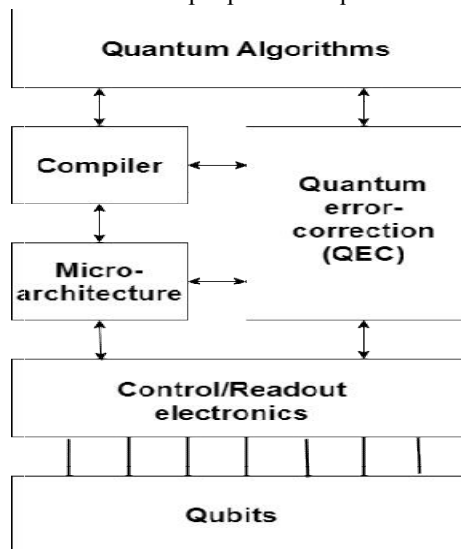 Quantum Algorithms
Compiler
Quantum
error-
correction
(QEC)
Micro-
architecture
Control/Readout
electronics
Qubits